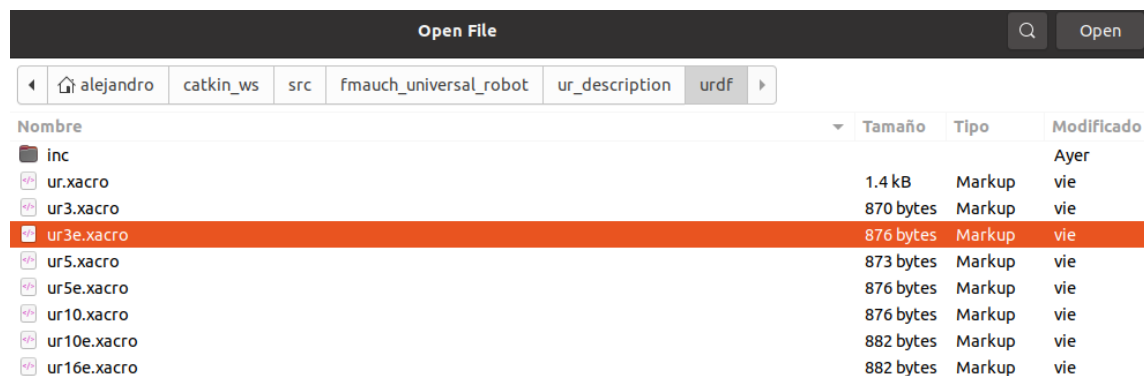 Open File Open
alejandro catkin_ws src fmauch_universal_robot ur_description urdf
Nombre Tamaño Tipo Modificado
inc Ayer
ur.xacro 1.4 kB Markup vie
ur3.xacro 870 bytes Markup vie
ur3e.xacro 876 bytes Markup vie
ur5.xacro 873 bytes Markup vie
ur5e.xacro 876 bytes Markup vie
ur10.xacro 876 bytes Markup vie
ur10e.xacro 882 bytes Markup vie
ur16e.xacro 882 bytes Markup vie